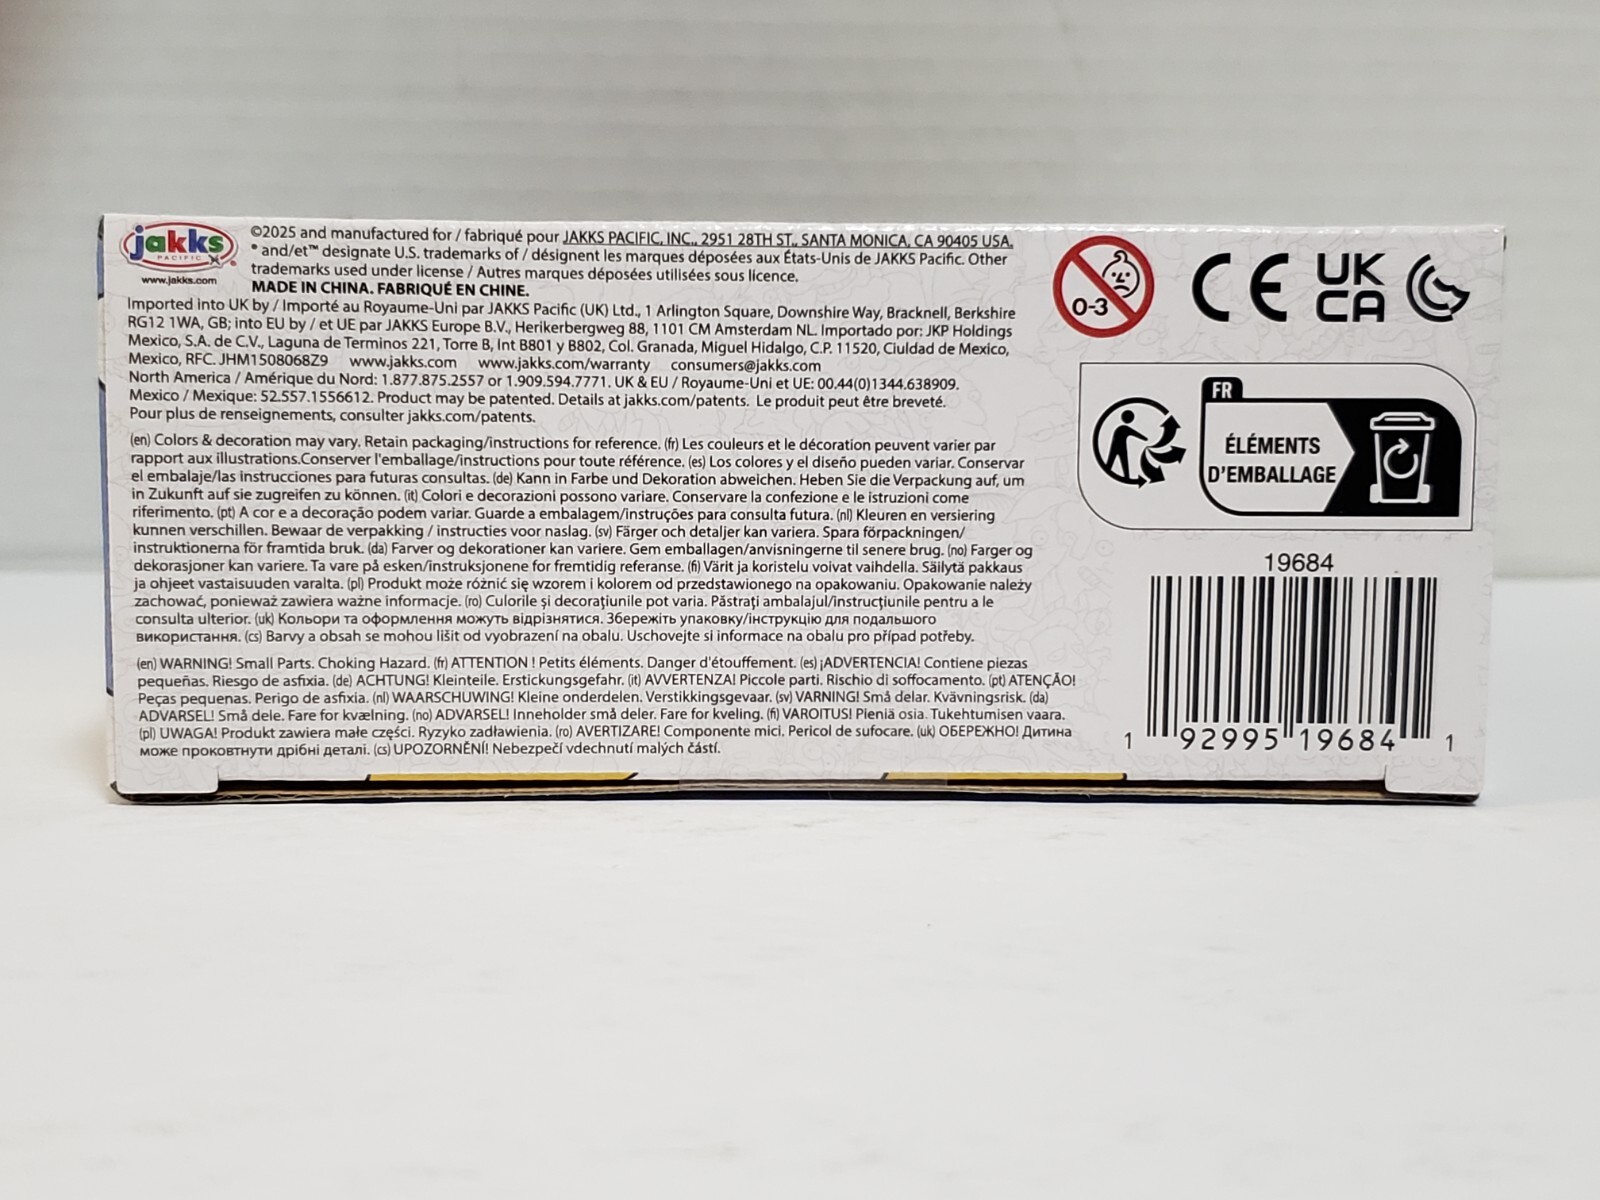 jakks
PACIFIC
www.jakks.com
©2025 and manufactured for / fabriqué pour JAKKS PACIFIC, INC., 2951 28TH ST., SANTA MONICA, CA 90405 USA.
® and/et™ designate U.S. trademarks of / désignent les marques déposées aux États-Unis de JAKKS Pacific. Other
trademarks used under license / Autres marques déposées utilisées sous licence.
MADE IN CHINA. FABRIQUÉ EN CHINE.
Imported into UK by / Importé au Royaume-Uni par JAKKS Pacific (UK) Ltd., 1 Arlington Square, Downshire Way, Bracknell, Berkshire
RG12 1WA, GB; into EU by / et UE par JAKKS Europe B.V., Herikerbergweg 88, 1101 CM Amsterdam NL. Importado por: JKP Holdings
Mexico, S.A. de C.V., Laguna de Terminos 221, Torre B, Int B801 y B802, Col. Granada, Miguel Hidalgo, C.P. 11520, Ciuldad de Mexico,
Mexico, RFC. JHM1508068Z9 www.jakks.com www.jakks.com/warranty consumers@jakks.com
North America / Amérique du Nord: 1.877.875.2557 or 1.909.594.7771. UK & EU / Royaume-Uni et UE: 00.44(0)1344.638909.
Mexico / Mexique: 52.557.1556612. Product may be patented. Details at jakks.com/patents. Le produit peut être breveté.
Pour plus de renseignements, consulter jakks.com/patents.
(en) Colors & decoration may vary. Retain packaging/instructions for reference. (fr) Les couleurs et le décoration peuvent varier par
rapport aux illustrations.Conserver l'emballage/instructions pour toute référence. (es) Los colores y el diseño pueden variar. Conservar
el embalaje/las instrucciones para futuras consultas. (de) Kann in Farbe und Dekoration abweichen. Heben Sie die Verpackung auf, um
in Zukunft auf sie zugreifen zu können. (it) Colori e decorazioni possono variare. Conservare la confezione e le istruzioni come
riferimento. (pt) A cor e a decoração podem variar. Guarde a embalagem/instruções para consulta futura. (nl) Kleuren en versiering
kunnen verschillen. Bewaar de verpakking / instructies voor naslag. (sv) Färger och detaljer kan variera. Spara förpackningen/
instruktionerna för framtida bruk. (da) Farver og dekorationer kan variere. Gem emballagen/anvisningerne til senere brug. (no) Farger og
dekorasjoner kan variere. Ta vare på esken/instruksjonene for fremtidig referanse. (fi) Värit ja koristelu voivat vaihdella. Säilytä pakkaus
ja ohjeet vastaisuuden varalta. (pl) Produkt może różnić się wzorem i kolorem od przedstawionego na opakowaniu. Opakowanie należy
zachować, ponieważ zawiera ważne informacje. (ro) Culorile și decorațiunile pot varia. Păstrați ambalajul/instrucțiunile pentru a le
consulta ulterior. (uk) Кольори та оформлення можуть відрізнятися. Збережіть упаковку/інструкцію для подальшого
використання. (cs) Barvy a obsah se mohou lišit od vyobrazení na obalu. Uschovejte si informace na obalu pro případ potřeby.
(en) WARNING! Small Parts. Choking Hazard. (fr) ATTENTION ! Petits éléments. Danger d'étouffement. (es) ¡ADVERTENCIA! Contiene piezas
pequeñas. Riesgo de asfixia. (de) ACHTUNG! Kleinteile. Erstickungsgefahr. (it) AVVERTENZA! Piccole parti. Rischio di soffocamento. (pt) ATENÇÃO!
Peças pequenas. Perigo de asfixia. (nl) WAARSCHUWING! Kleine onderdelen. Verstikkingsgevaar. (sv) VARNING! Små delar. Kvävningsrisk. (da)
ADVARSEL! Små dele. Fare for kvælning. (no) ADVARSEL! Inneholder små deler. Fare for kveling. (fi) VAROITUS! Pieniä osia. Tukehtumisen vaara.
(pl) UWAGA! Produkt zawiera małe części. Ryzyko zadławienia. (ro) AVERTIZARE! Componente mici. Pericol de sufocare. (uk) ОБЕРЕЖНО! Дитина
може проковтнути дрібні деталі. (cs) UPOZORNĚNÍ! Nebezpečí vdechnutí malých částí.
0-3
CE
UK
CA
FR
ÉLÉMENTS
D'EMBALLAGE
19684
1 92995 19684 1